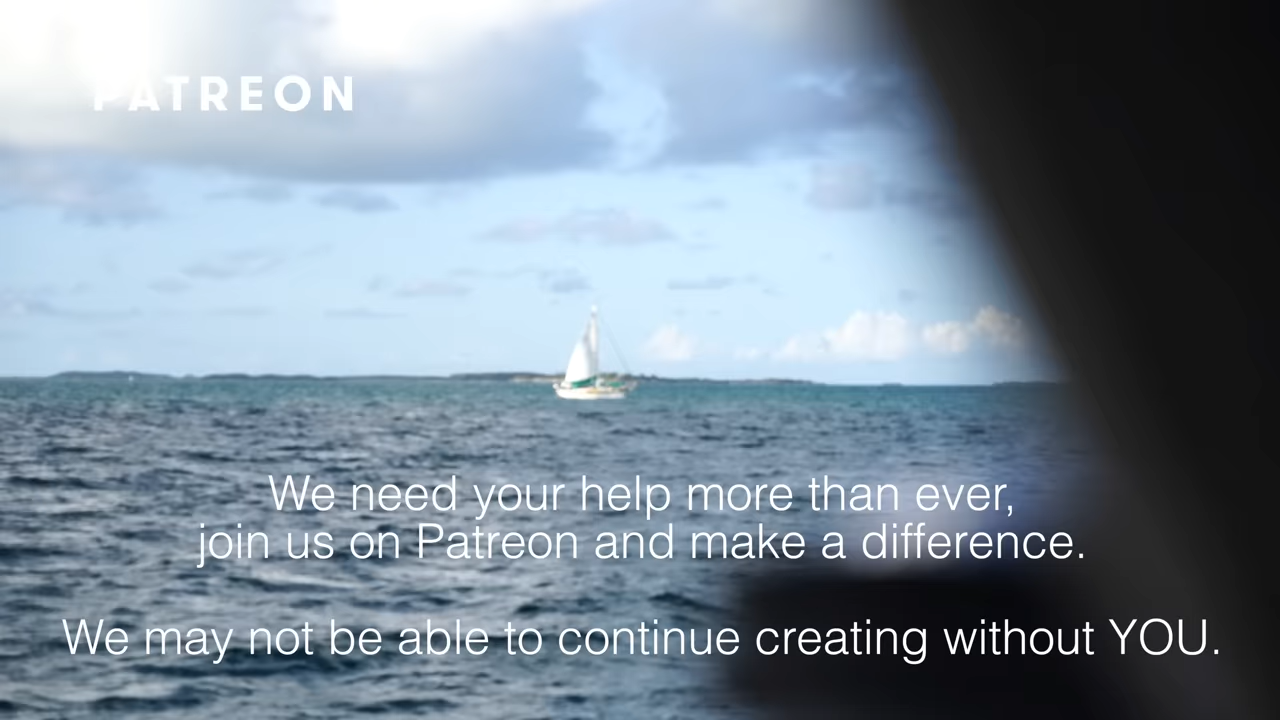 PATREON
We need your help more than ever,
join us on Patreon and make a difference.
We may not be able to continue creating without YOU.